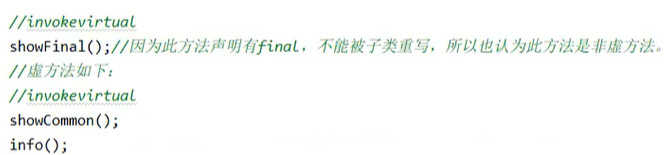 //invokevirtual
showFinal();//因为此方法声明有final，不能被子类重写，所以也认为此方法是非虚方法。
//虚方法如下：
//invokevirtual
showCommon();
info();